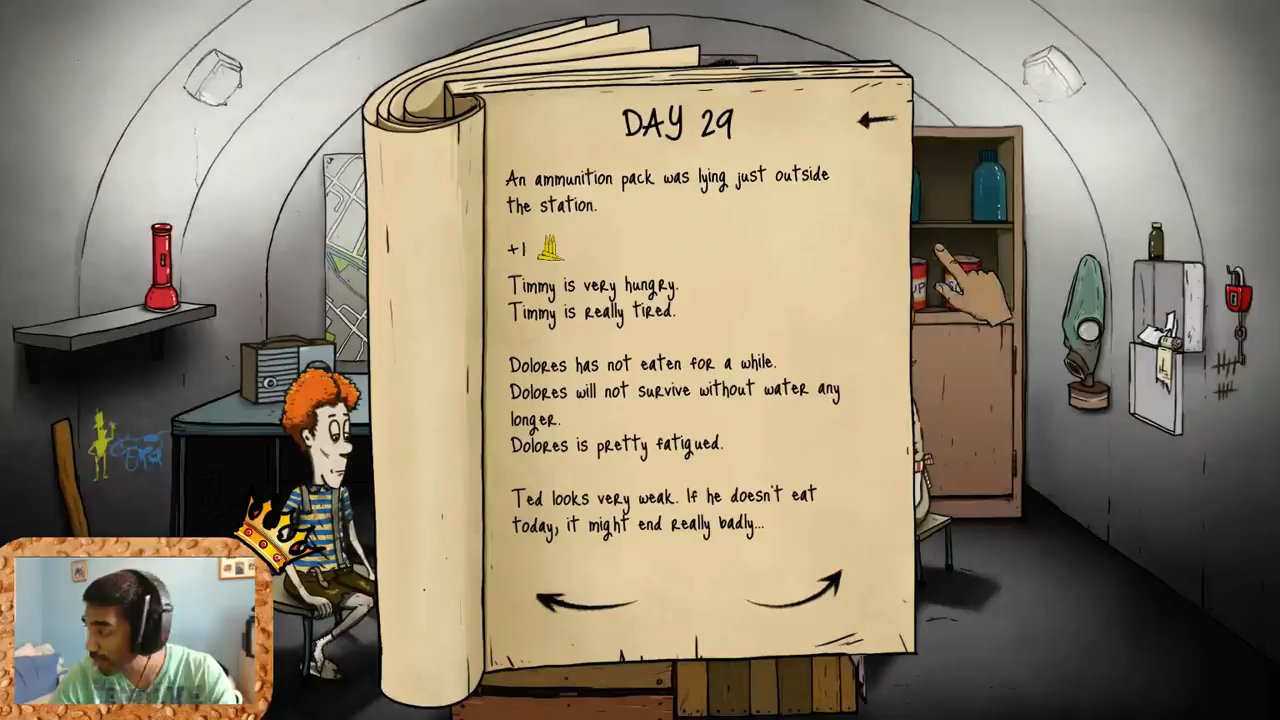 DAY 29
An ammunition pack was lying just outside
the station.
+1
Timmy is very hungry.
Timmy is really tired.
Dolores has not eaten for a while.
Dolores will not survive without water any
longer.
Dolores is pretty fatigued.
Ted looks very weak. If he doesn't eat
today, it might end really badly...